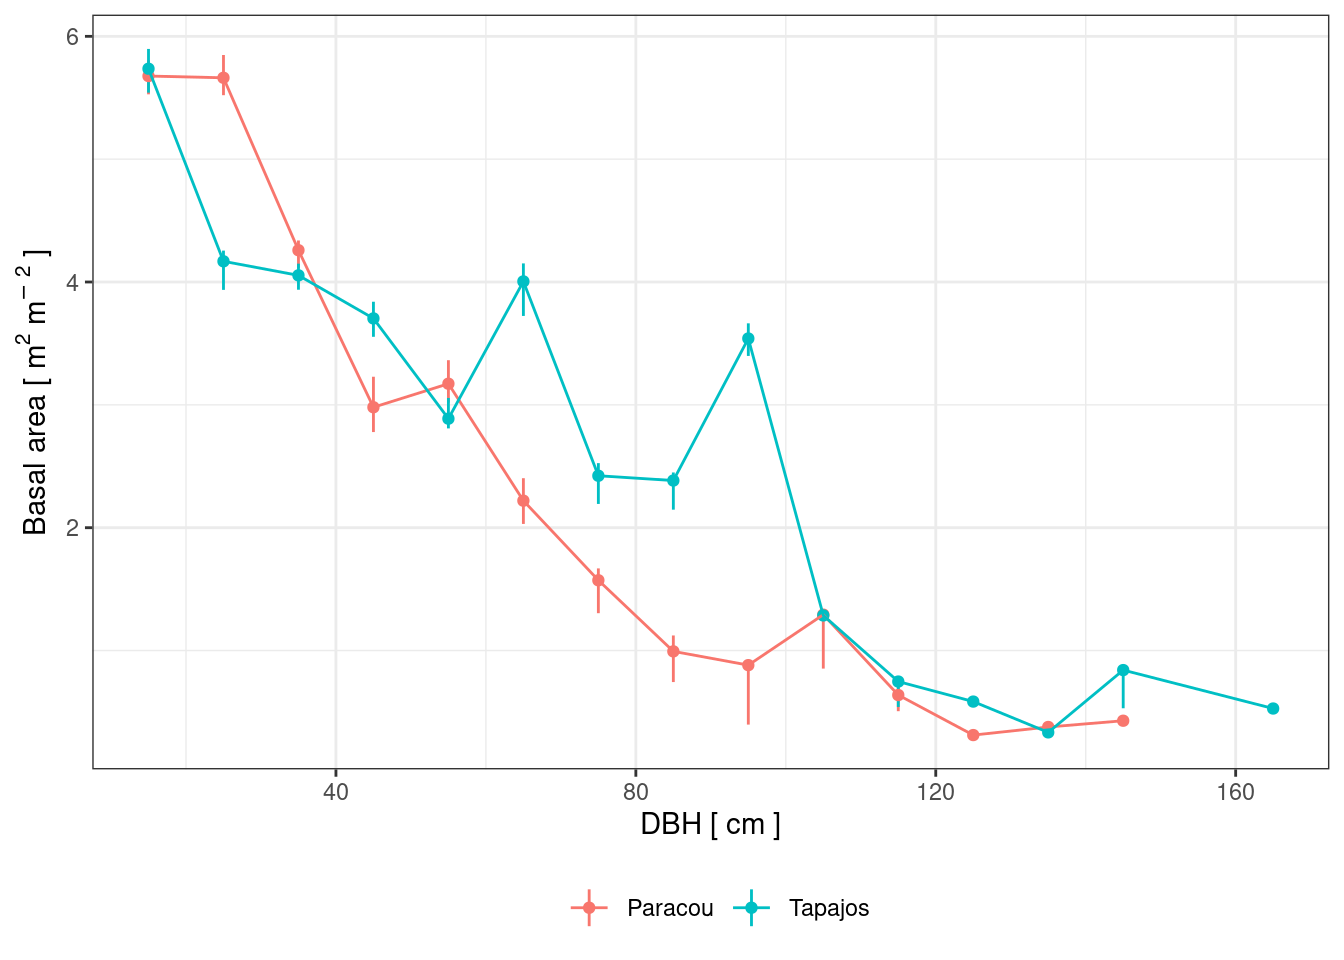 6
4
2
Basal area [ m² m⁻² ]
40 80 120 160
DBH [ cm ]
Paracou Tapajos